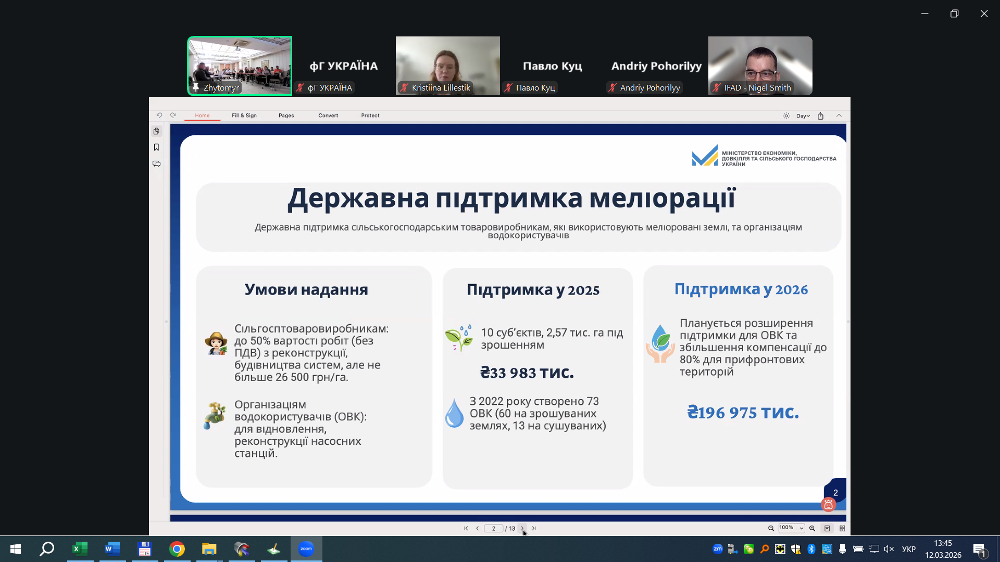 фГ УКРАЇНА
Павло Куц
Andriy Pohorilyy
Zhytomyr
фГ УКРАЇНА
Kristiina Lillestik
Павло Куц
Andriy Pohorilyy
IFAD - Nigel Smith
Home
Fill & Sign
Pages
Convert
Protect
Day
МІНІСТЕРСТВО ЕКОНОМІКИ,
ДОВКІЛЛЯ ТА СІЛЬСЬКОГО ГОСПОДАРСТВА
УКРАЇНИ
Державна підтримка меліорації
Державна підтримка сільськогосподарським товаровиробникам, які використовують меліоровані землі, та організаціям
водокористувачів
Умови надання
Сільгосптоваровиробникам:
до 50% вартості робіт (без
ПДВ) з реконструкції,
будівництва систем, але не
більше 26 500 грн/га.
Організаціям
водокористувачів (ОВК):
для відновлення,
реконструкції насосних
станцій.
Підтримка у 2025
10 суб’єктів, 2,57 тис. га під
зрошенням
₴33 983 тис.
З 2022 року створено 73
ОВК (60 на зрошуваних
землях, 13 на сушуваних)
Підтримка у 2026
Планується розширення
підтримки для ОВК та
збільшення компенсації до
80% для прифронтових
територій
₴196 975 тис.
2
2 / 13
100%
64
zoom
zm
УКР
13:45
12.03.2026
1